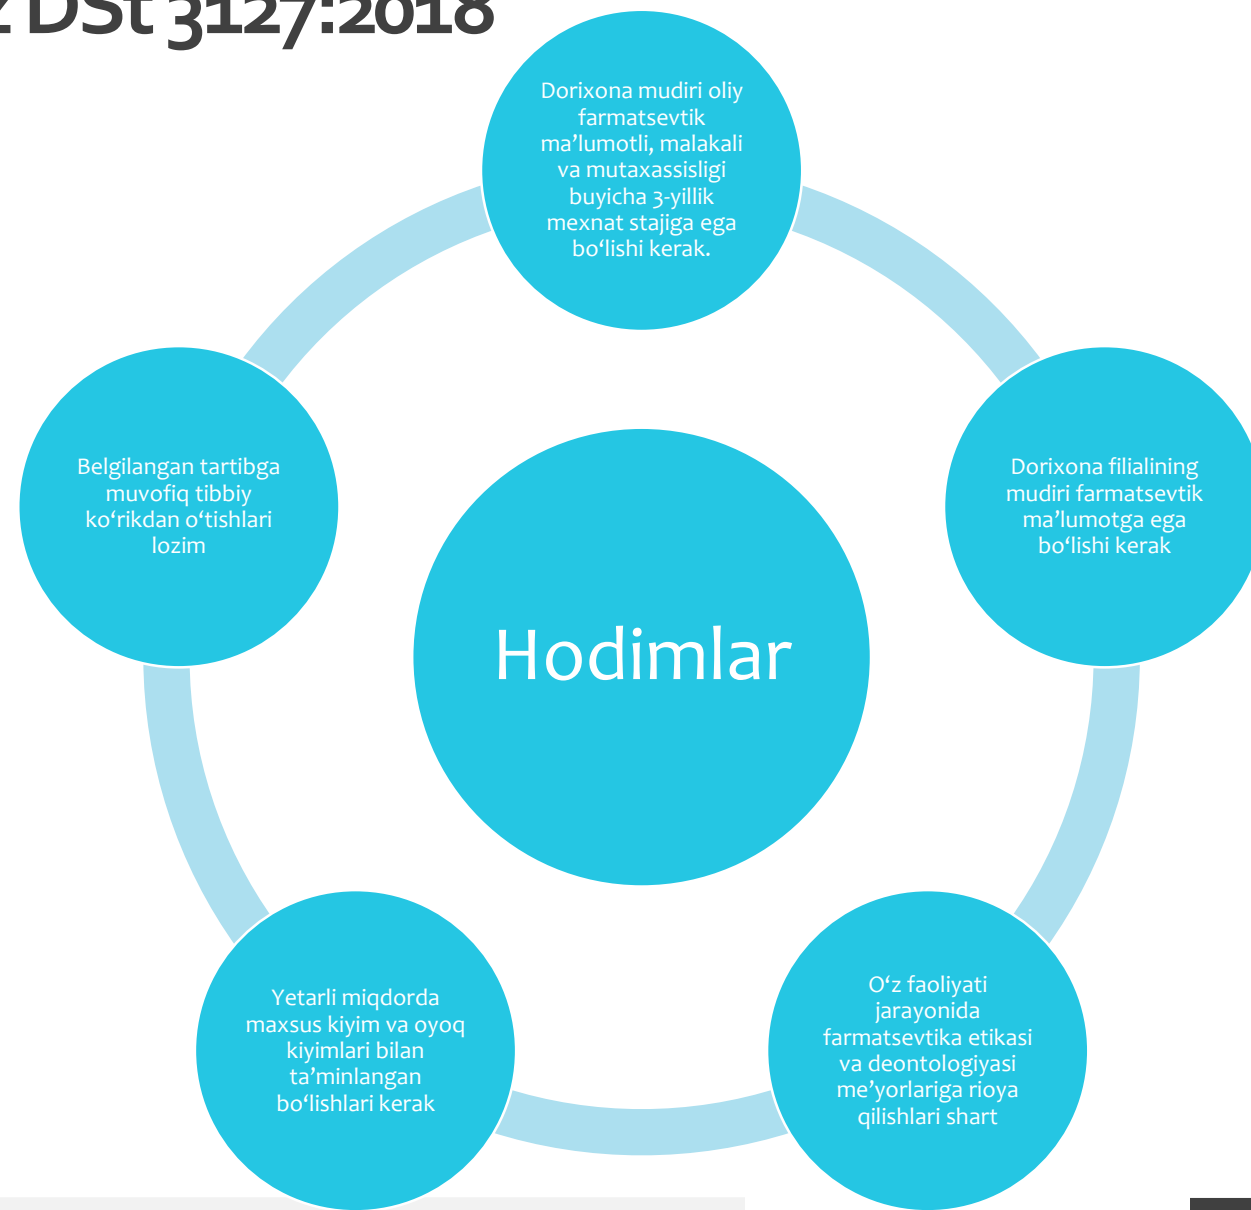 DSt 3127:2018
Dorixona mudiri oliy
farmatsevtik
ma’lumotli, malakali
va mutaxassisligi
buyicha 3-yillik
mexnat stajiga ega
bo‘lishi kerak.
Dorixona filialining
mudiri farmatsevtik
ma’lumotga ega
bo‘lishi kerak
O‘z faoliyati
jarayonida
farmatsevtika etikasi
va deontologiyasi
me’yorlariga rioya
qilishlari shart
Yetarli miqdorda
maxsus kiyim va oyoq
kiyimlari bilan
ta’minlangan
bo‘lishlari kerak
Belgilangan tartibga
muvofiq tibbiy
ko‘rikdan o‘tishlari
lozim
Hodimlar